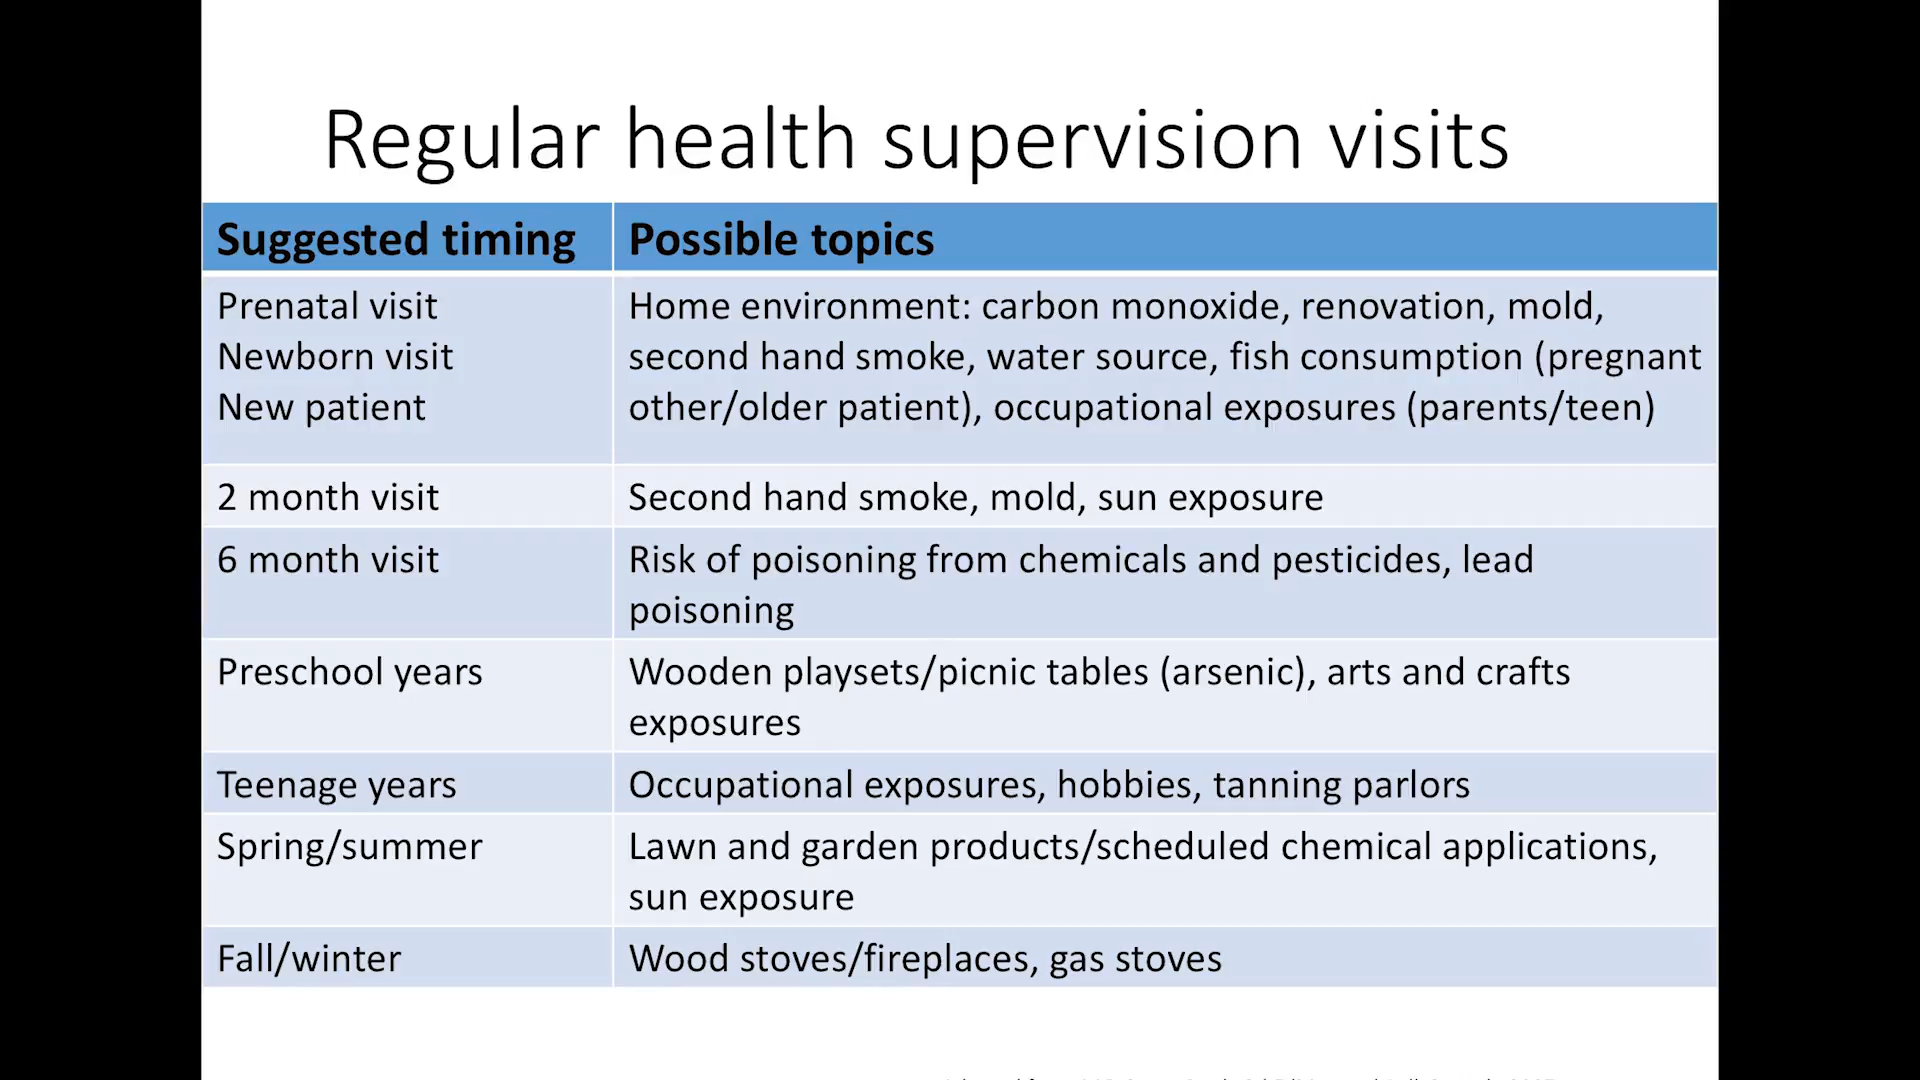 Regular health supervision visits
Suggested timing
Possible topics
Prenatal visit
Newborn visit
New patient
Home environment: carbon monoxide, renovation, mold,
second hand smoke, water source, fish consumption (pregnant
other/older patient), occupational exposures (parents/teen)
2 month visit
Second hand smoke, mold, sun exposure
6 month visit
Risk of poisoning from chemicals and pesticides, lead
poisoning
Preschool years
Wooden playsets/picnic tables (arsenic), arts and crafts
exposures
Teenage years
Occupational exposures, hobbies, tanning parlors
Spring/summer
Lawn and garden products/scheduled chemical applications,
sun exposure
Fall/winter
Wood stoves/fireplaces, gas stoves